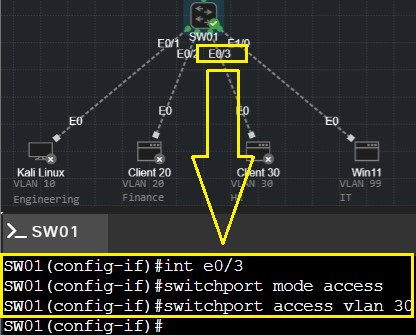 SW01
E0/1
E1/0
E0/2
E0/3
E0
E0
E0
E0
Kali Linux
Client 20
Client 30
Win11
VLAN 10
VLAN 20
VLAN 30
VLAN 99
Engineering
Finance
IT
>_ SW01
SW01(config-if)#int e0/3
SW01(config-if)#switchport mode access
SW01(config-if)#switchport access vlan 30
SW01(config-if)#